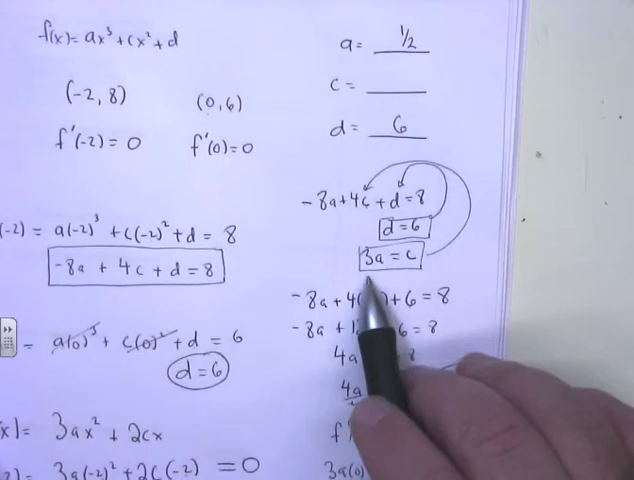 f(x) = ax³ + cx² + d
(-2, 8) (0, 6)
f'(-2) = 0 f'(0) = 0
-2) = a(-2)³ + c(-2)² + d = 8
-8a + 4c + d = 8
= a(0)³ + c(0)² + d = 6
d = 6
x) = 3ax² + 2cx
2) = 3a(-2)² + 2c(-2) = 0
a = 1/2
c =
d = 6
-8a + 4c + d = 8
d = 6
3a = c
-8a + 4( ) + 6 = 8
-8a + 1 6 = 8
4a 8
4a
f'
3a(0)